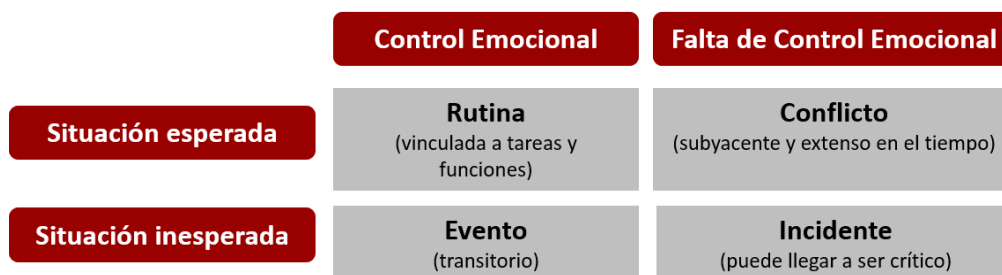 Control Emocional
Falta de Control Emocional
Situación esperada
Rutina
(vinculada a tareas y
funciones)
Conflicto
(subyacente y extenso en el tiempo)
Situación inesperada
Evento
(transitorio)
Incidente
(puede llegar a ser crítico)